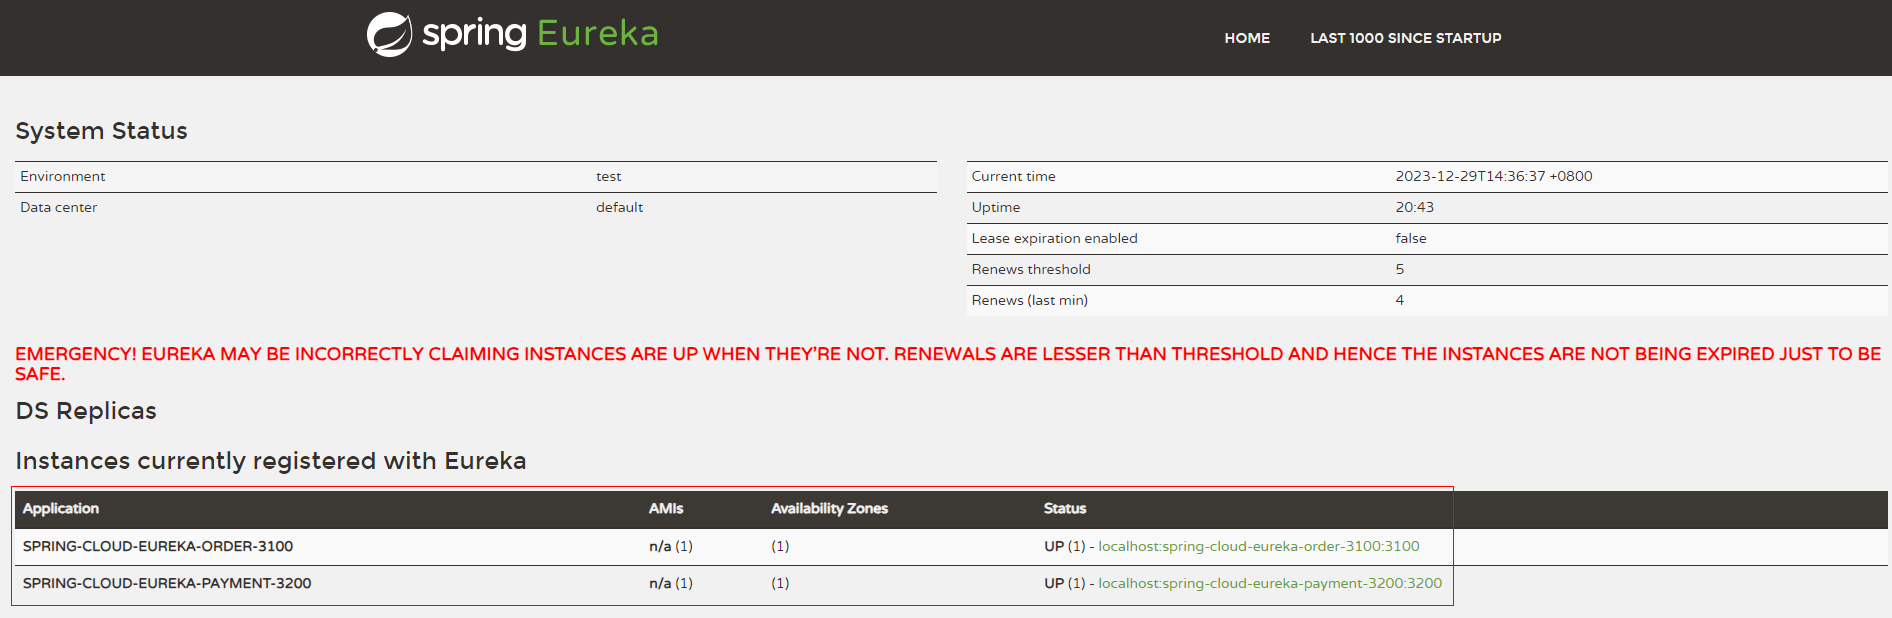 spring Eureka
HOME LAST 1000 SINCE STARTUP
System Status
Environment test
Data center default
Current time 2023-12-29T14:36:37 +0800
Uptime 20:43
Lease expiration enabled false
Renews threshold 5
Renews (last min) 4
EMERGENCY! EUREKA MAY BE INCORRECTLY CLAIMING INSTANCES ARE UP WHEN THEY'RE NOT. RENEWALS ARE LESSER THAN THRESHOLD AND HENCE THE INSTANCES ARE NOT BEING EXPIRED JUST TO BE
SAFE.
DS Replicas
Instances currently registered with Eureka
Application AMIs Availability Zones Status
SPRING-CLOUD-EUREKA-ORDER-3100 n/a (1) (1) UP (1) - localhost:spring-cloud-eureka-order-3100:3100
SPRING-CLOUD-EUREKA-PAYMENT-3200 n/a (1) (1) UP (1) - localhost:spring-cloud-eureka-payment-3200:3200